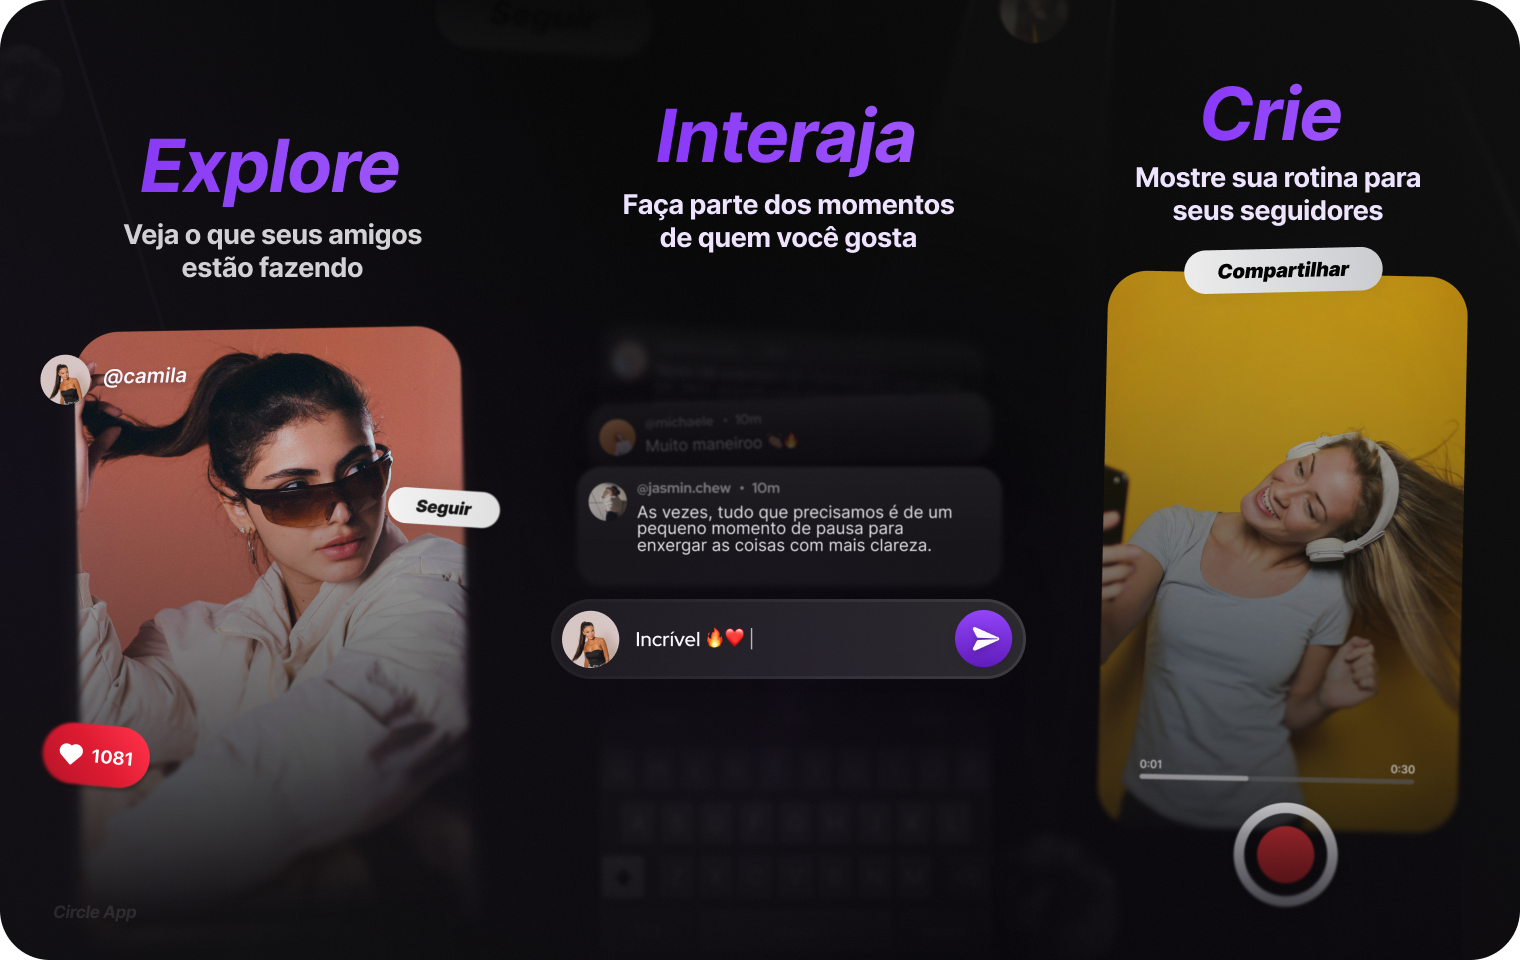 Seguir
Explore
Veja o que seus amigos
estão fazendo
@camila
Seguir
1081
Circle App
Interaja
Faça parte dos momentos
de quem você gosta
@michaele • 10m
Muito maneiroo 👏🔥
@jasmin.chew • 10m
As vezes, tudo que precisamos é de um
pequeno momento de pausa para
enxergar as coisas com mais clareza.
Incrível 🔥❤️
Crie
Mostre sua rotina para
seus seguidores
Compartilhar
0:01
0:30